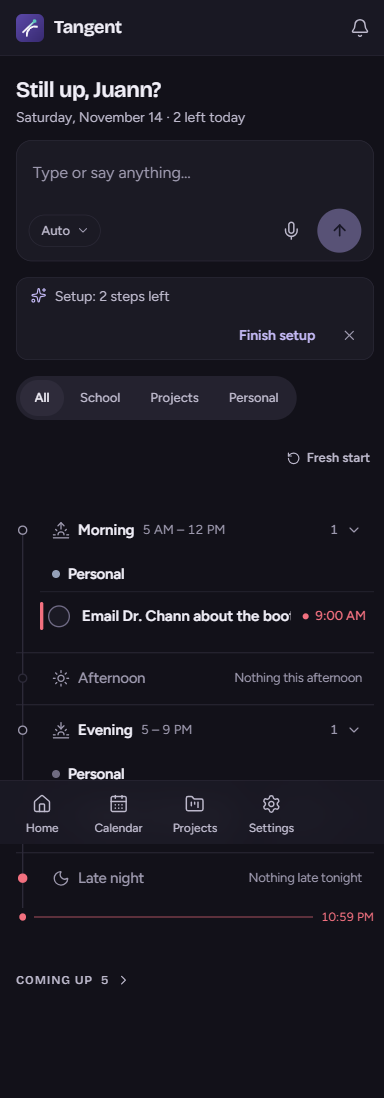 Tangent
Still up, Juann?
Saturday, November 14 · 2 left today
Type or say anything...
Auto
Setup: 2 steps left
Finish setup
All School Projects Personal
Fresh start
Morning 5 AM – 12 PM 1
Personal
Email Dr. Chann about the boot 9:00 AM
Afternoon Nothing this afternoon
Evening 5 – 9 PM 1
Personal
Home Calendar Projects Settings
Late night Nothing late tonight
10:59 PM
COMING UP 5